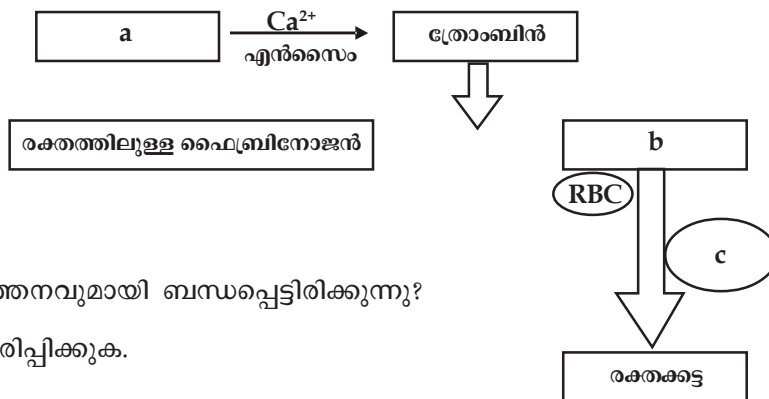 a
Ca²⁺
എൻസൈം
ത്രോംബിൻ
രക്തത്തിലുള്ള ഫൈബ്രിനോജൻ
b
RBC
c
ത്തനവുമായി ബന്ധപ്പെട്ടിരിക്കുന്നു?
രിപ്പിക്കുക.
രക്തക്കട്ട